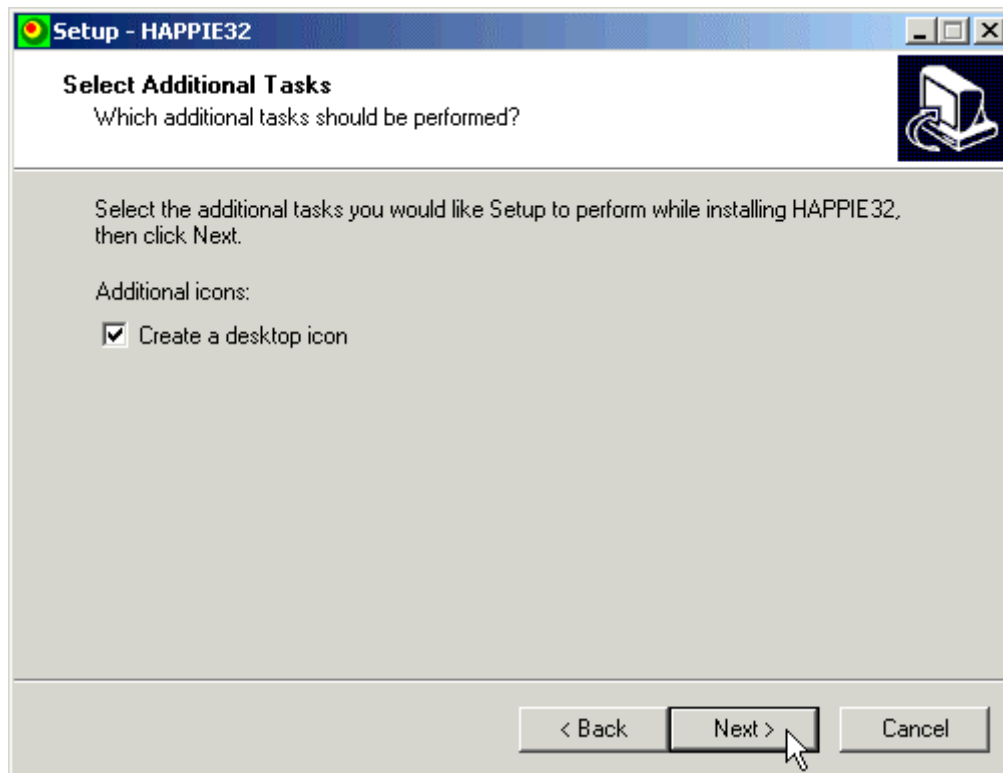 Setup - HAPPIE32
Select Additional Tasks
Which additional tasks should be performed?
Select the additional tasks you would like Setup to perform while installing HAPPIE32,
then click Next.
Additional icons:
Create a desktop icon
< Back
Next >
Cancel